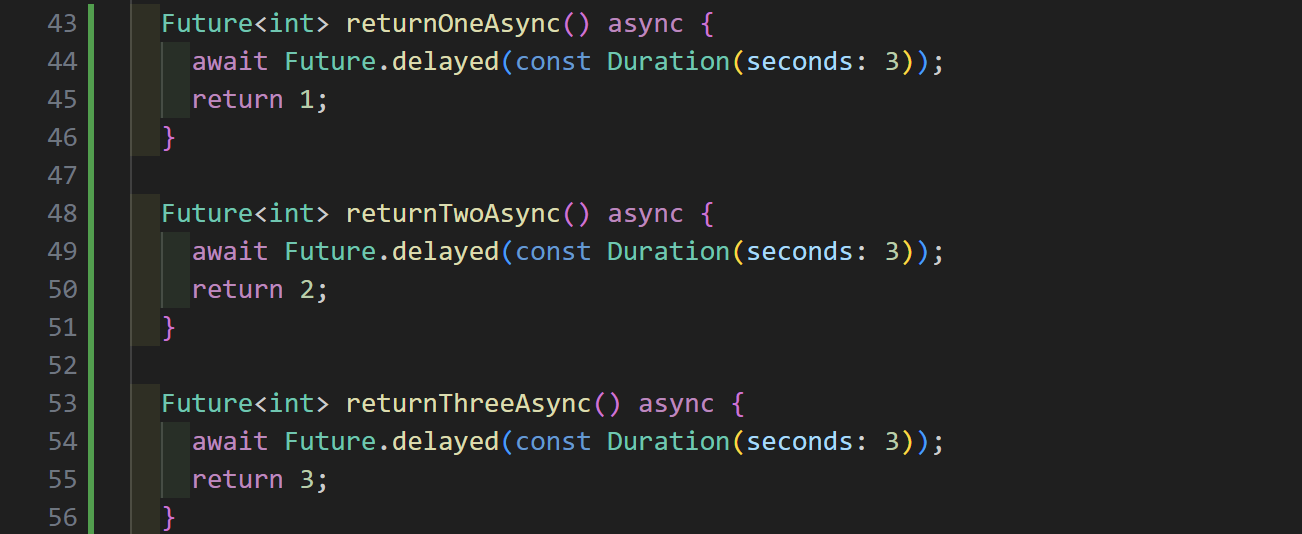 43 Future<int> returnOneAsync() async {
44 await Future.delayed(const Duration(seconds: 3));
45 return 1;
46 }
47
48 Future<int> returnTwoAsync() async {
49 await Future.delayed(const Duration(seconds: 3));
50 return 2;
51 }
52
53 Future<int> returnThreeAsync() async {
54 await Future.delayed(const Duration(seconds: 3));
55 return 3;
56 }